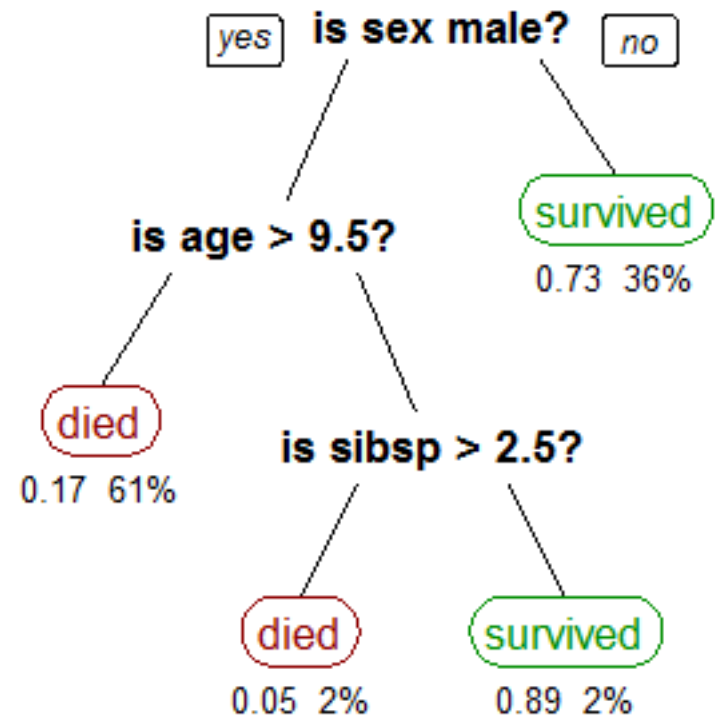 yes is sex male? no
survived
is age > 9.5?
0.73 36%
died
is sibsp > 2.5?
0.17 61%
died survived
0.05 2% 0.89 2%